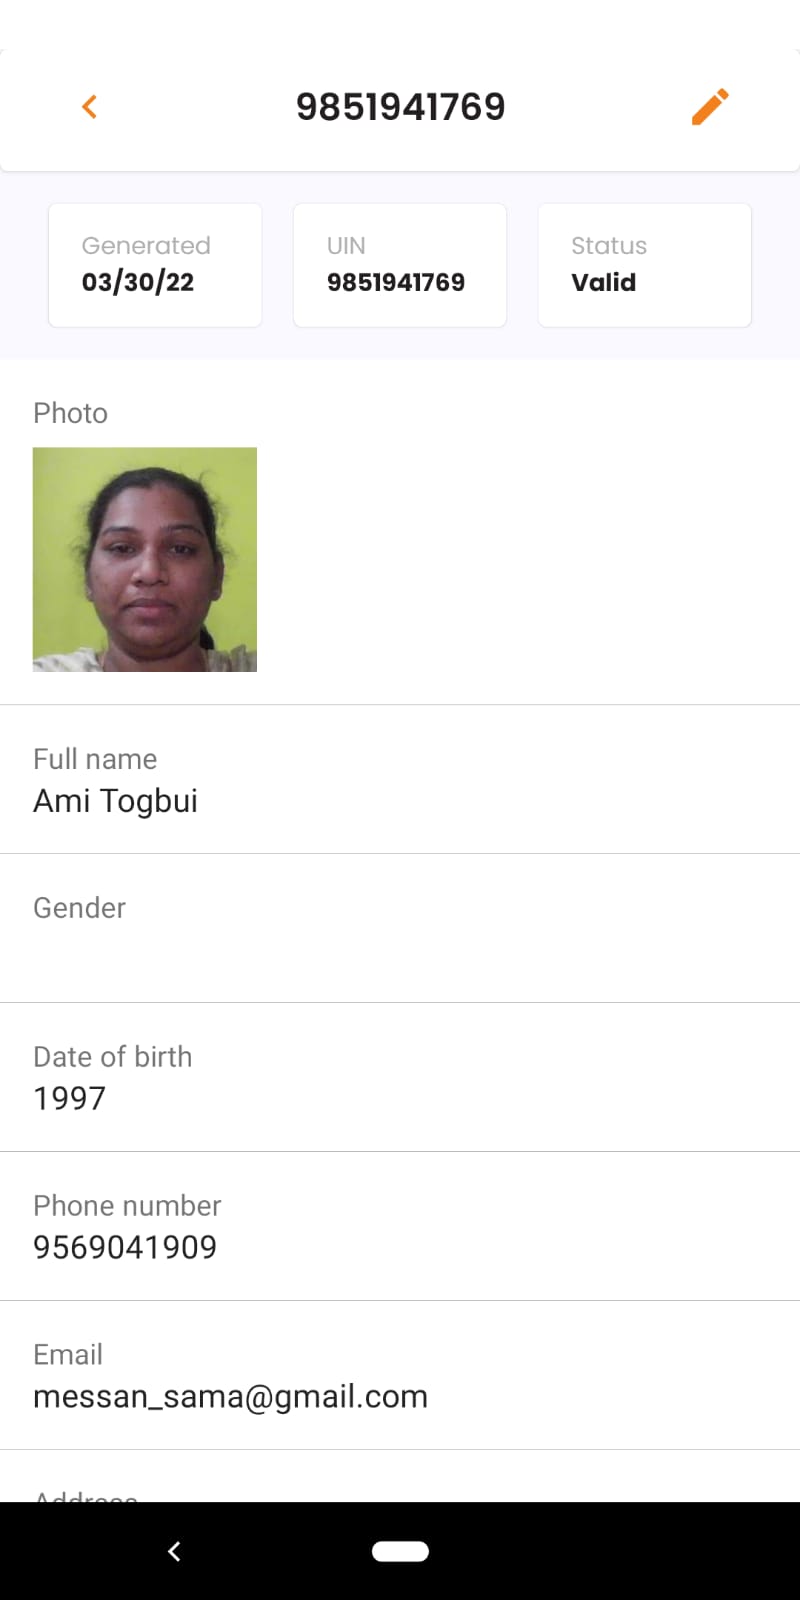 9851941769
Generated
03/30/22
UIN
9851941769
Status
Valid
Photo
Full name
Ami Togbui
Gender
Date of birth
1997
Phone number
9569041909
Email
messan_sama@gmail.com
Address